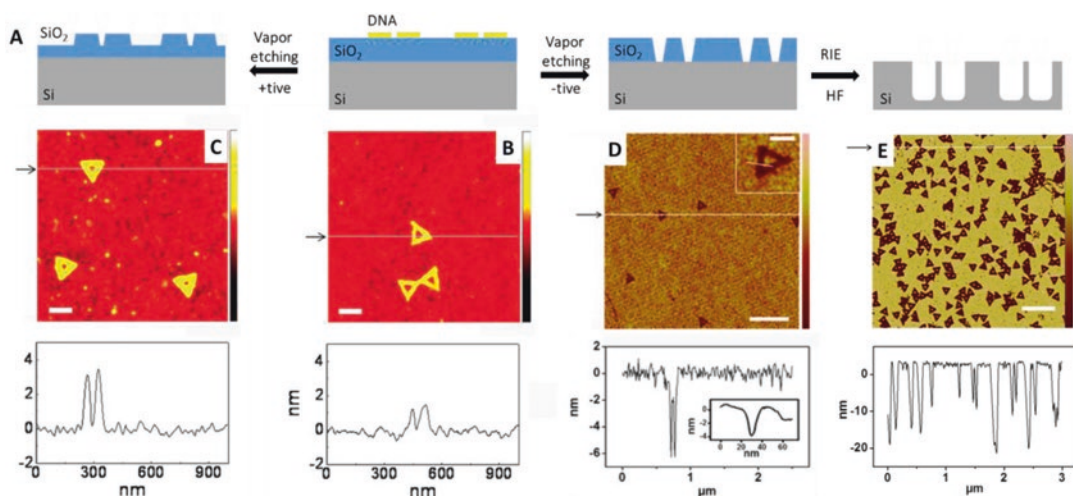 A
SiO₂
Si
Vapor
etching
+tive
DNA
SiO₂
Si
Vapor
etching
-tive
SiO₂
Si
RIE
HF
Si
C
B
D
E
4
2
0
-2
0
300
600
900
nm
4
2
0
-2
0
300
600
900
nm
2
0
-2
-4
-6
nm
0
1
2
µm
0
-2
-4
nm
0
20
40
60
nm
0
-10
-20
nm
0
1
2
3
µm